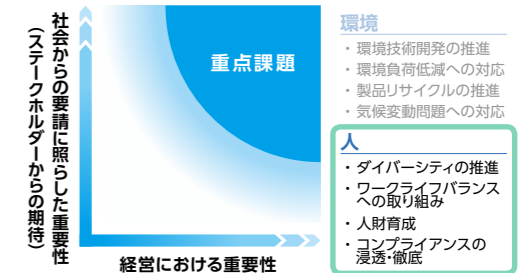 社会からの要請に照らした重要性
（ステークホルダーからの期待）
重点課題
経営における重要性
環境
・環境技術開発の推進
・環境負荷低減への対応
・製品リサイクルの推進
・気候変動問題への対応
人
・ダイバーシティの推進
・ワークライフバランス
への取り組み
・人財育成
・コンプライアンスの
浸透・徹底